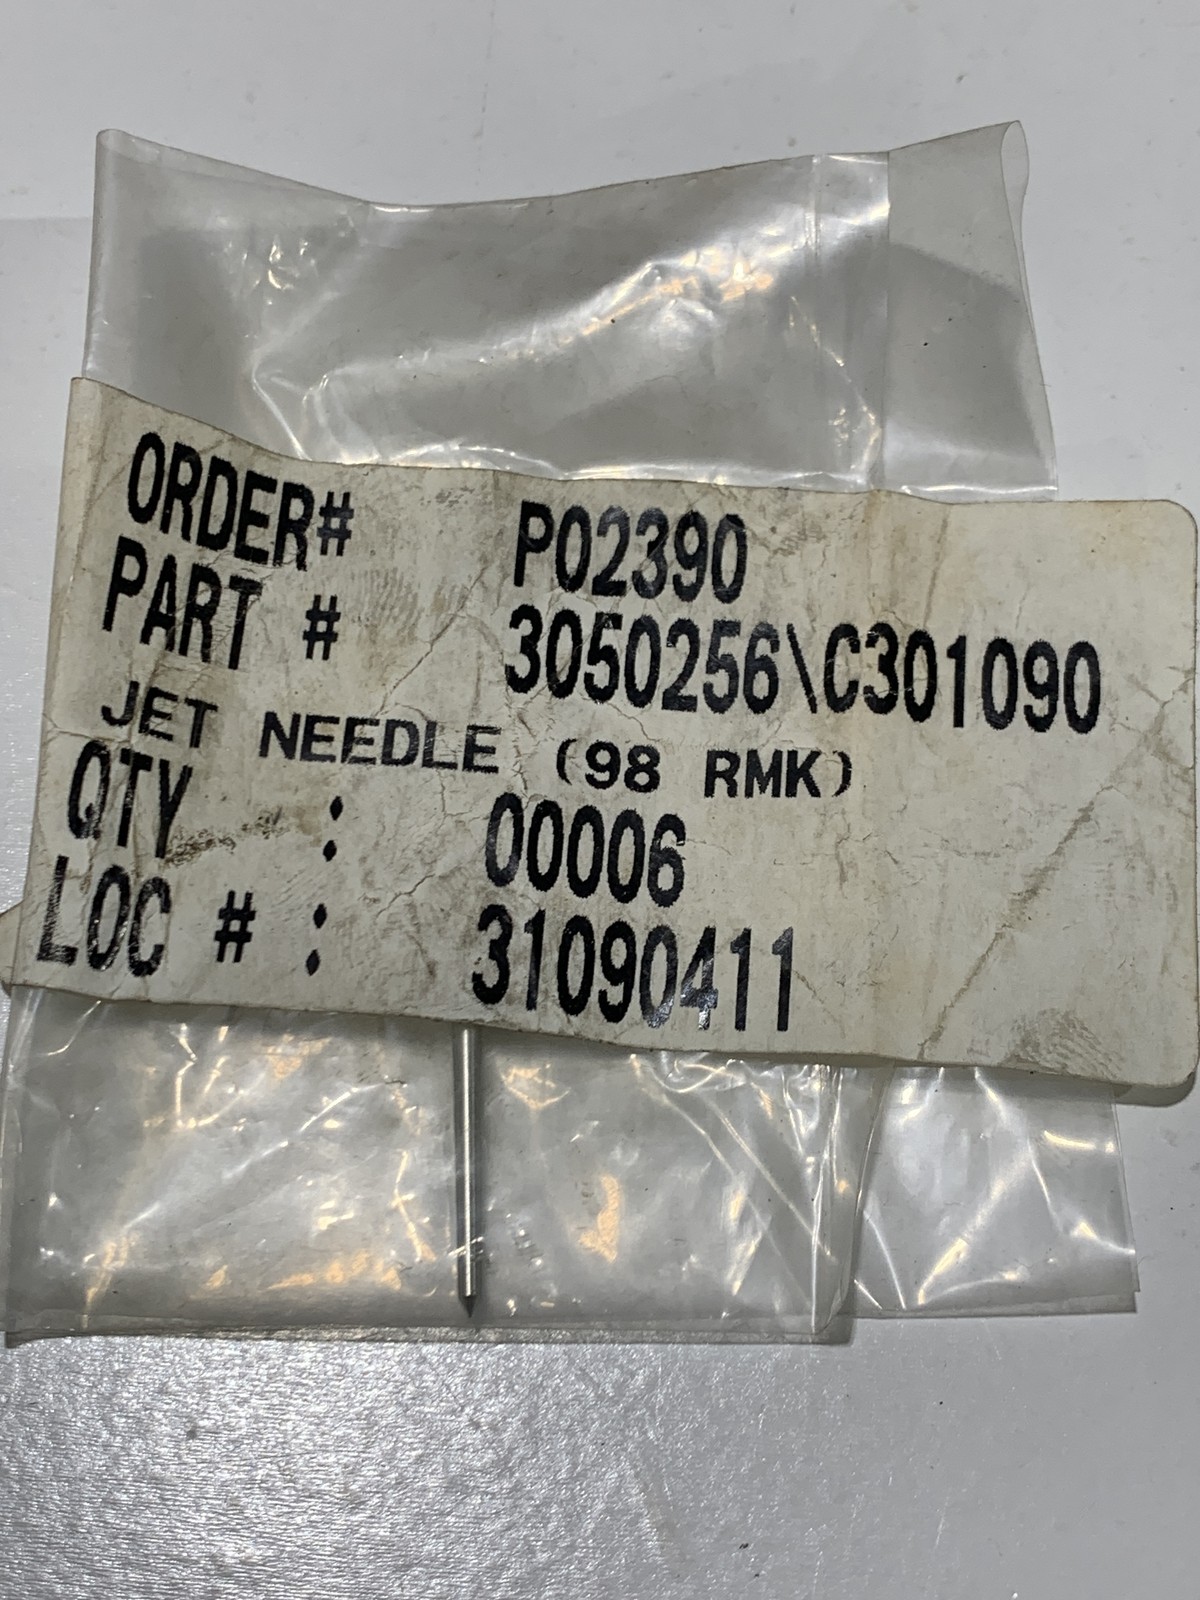 ORDER# P02390
PART # 3050256\C301090
JET NEEDLE (98 RMK)
QTY : 00006
LOC # : 31090411